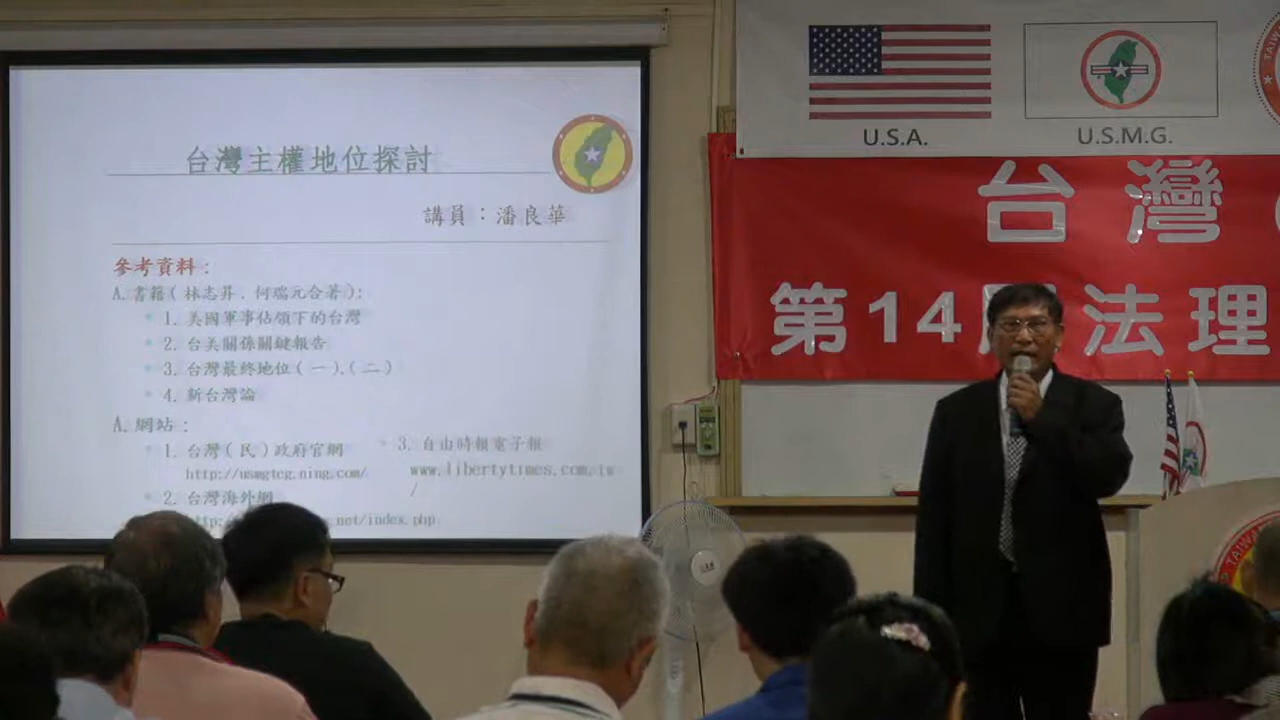 台灣主權地位探討
講員：潘良華
參考資料：
A.書籍(林志昇.何瑞元合著)：
1. 美國軍事佔領下的台灣
2. 台美關係關鍵報告
3. 台灣最終地位(一).(二)
4. 新台灣論
A.網站：
1. 台灣(民)政府官網
http://usmgtcg.ning.com/
2. 台灣海外網
net/index.php
3. 自由時報電子報
www.libertytimes.com.tw
/
U.S.A.
U.S.M.G.
台灣
第14 法理
TAIWAN